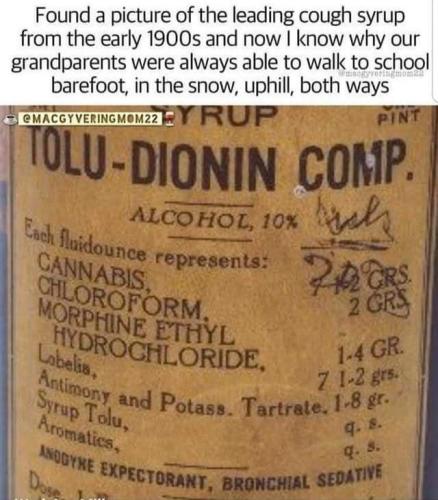 Found a picture of the leading cough syrup
from the early 1900s and now I know why our
grandparents were always able to walk to school
barefoot, in the snow, uphill, both ways
@macgyveringmom22
@MACGYVERINGMOM22
SYRUP PINT
TOLU-DIONIN COMP.
ALCOHOL, 10%
Each fluidounce represents:
CANNABIS, GRS.
CHLOROFORM, 2 GRS
MORPHINE ETHYL
HYDROCHLORIDE, 1-4 GR.
Lobelia, 7 1-2 grs.
Antimony and Potass. Tartrate, 1-8 gr.
Syrup Tolu, q. s.
Aromatics, q. s.
ANODYNE EXPECTORANT, BRONCHIAL SEDATIVE
Dose